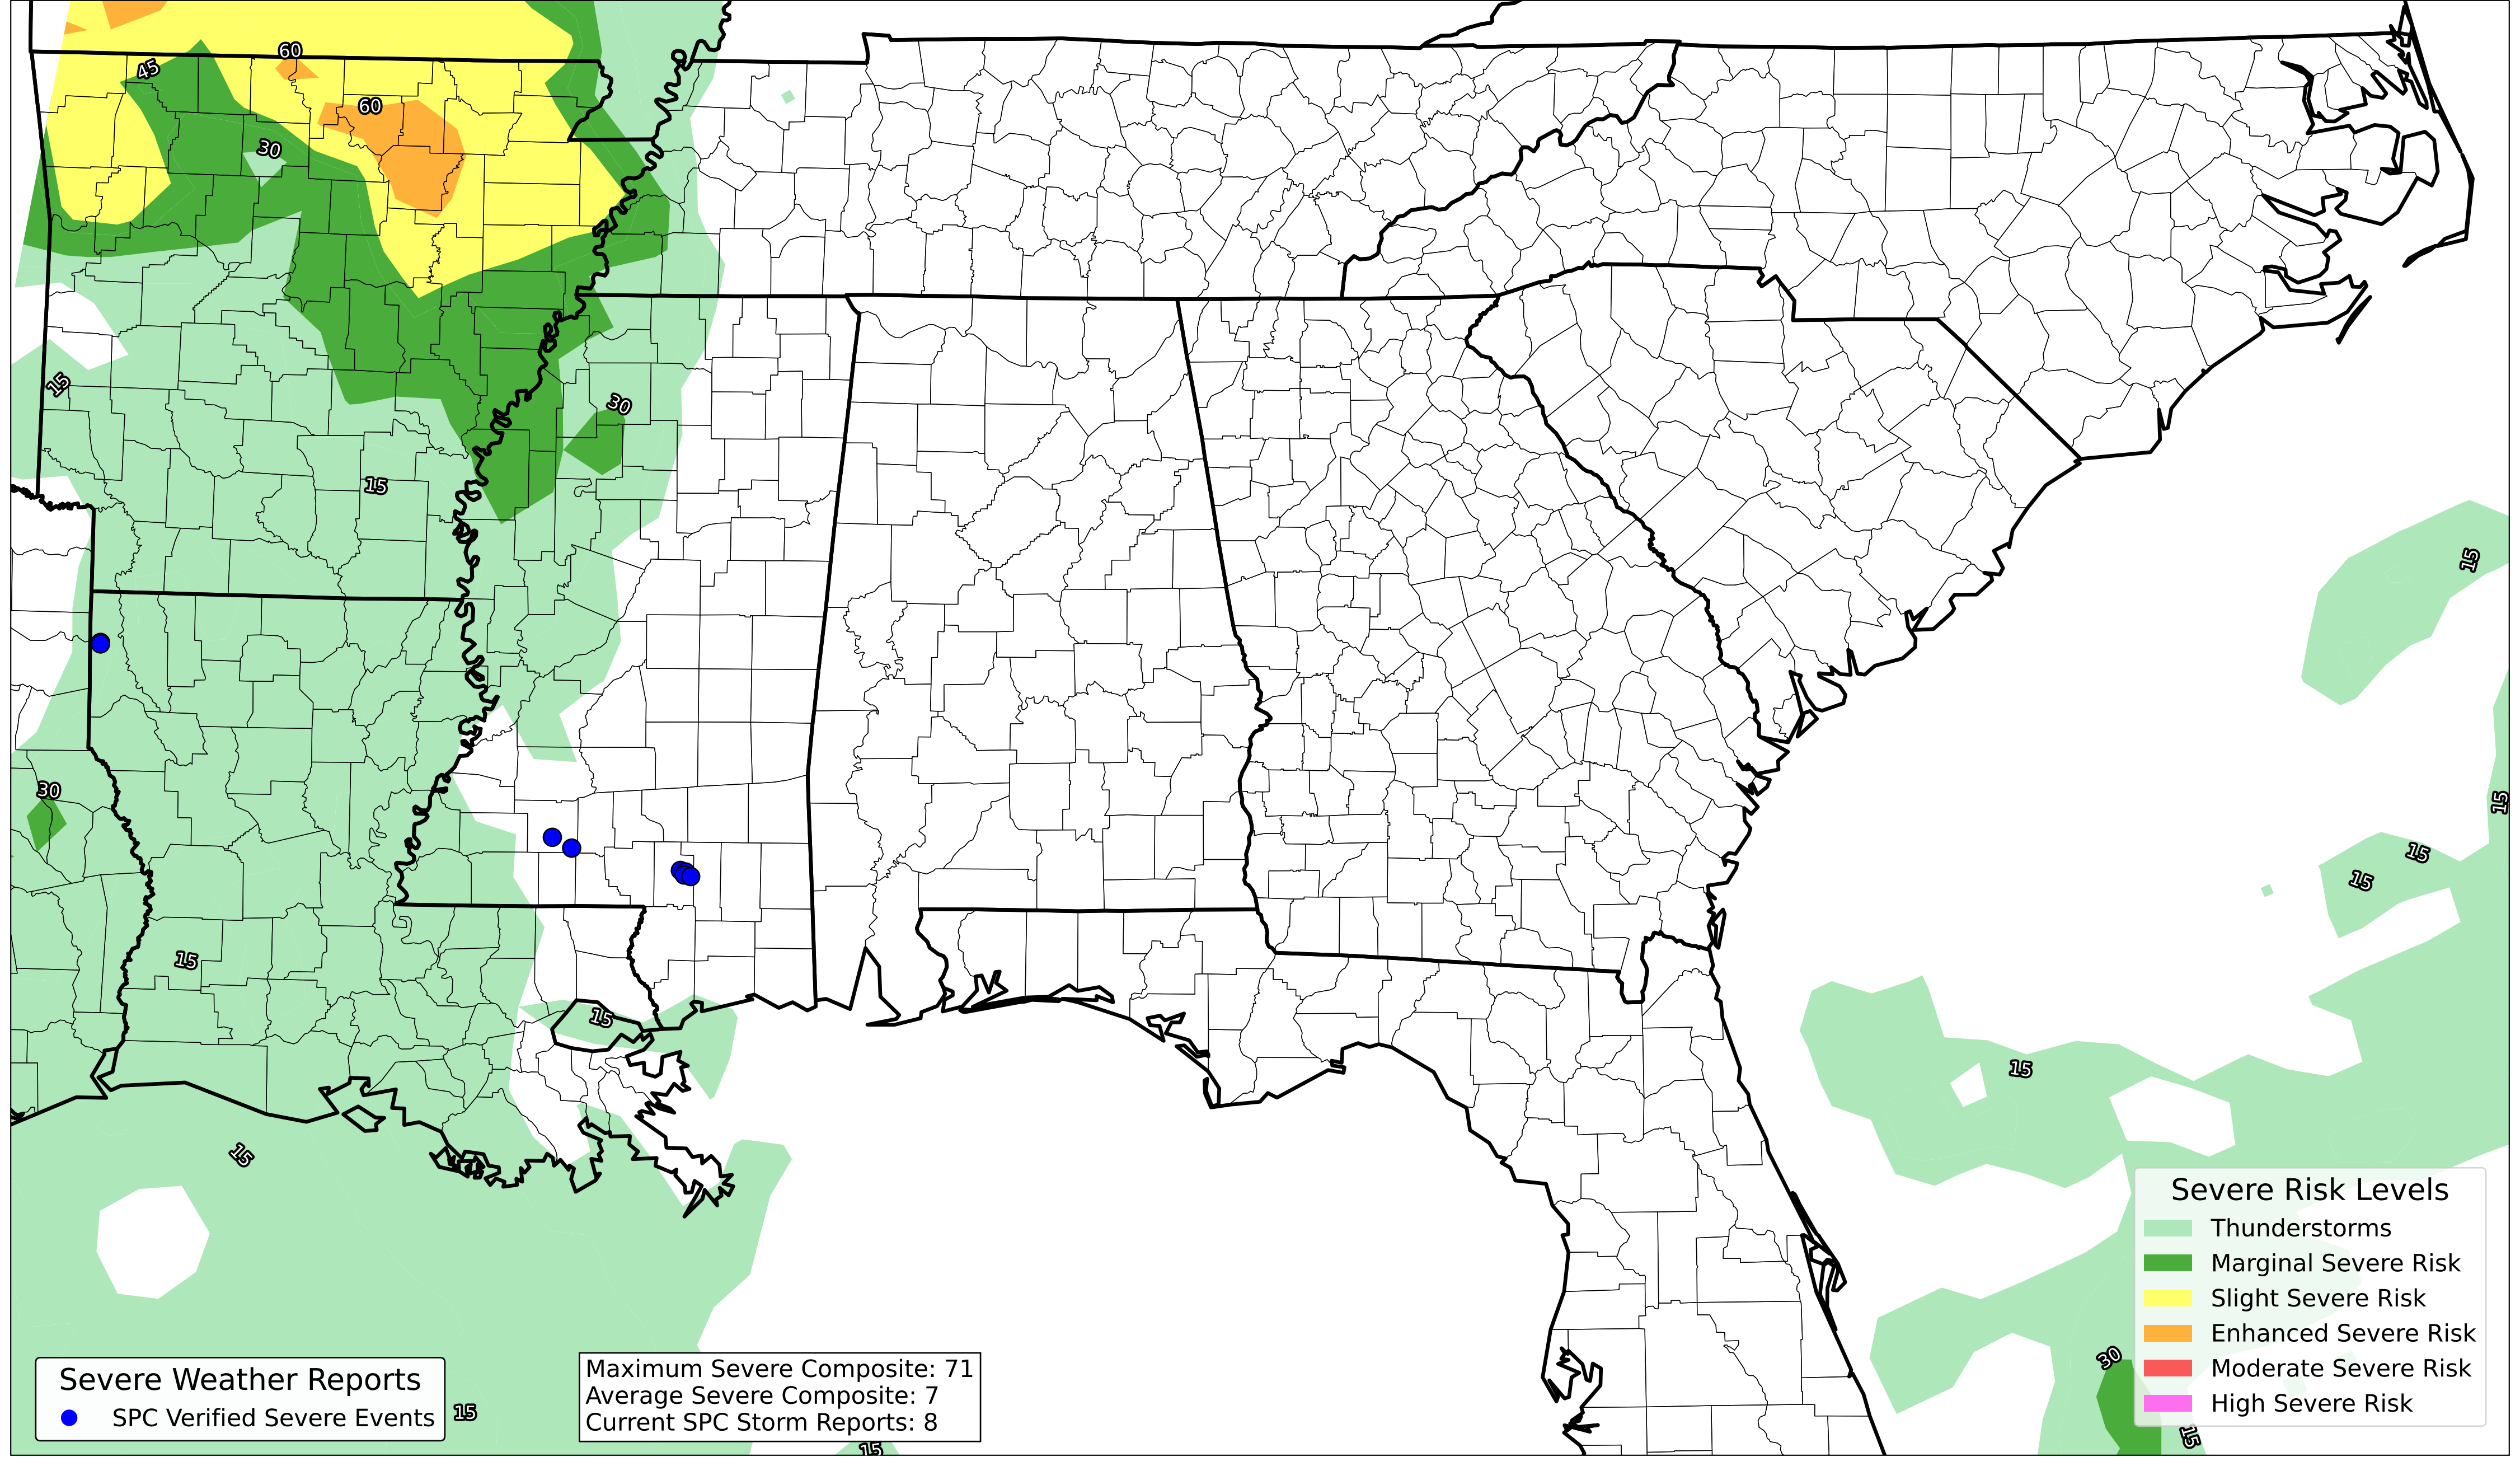 60
45
60
30
15
30
15
15
30
15
15
15
15
15
15
15
Severe Risk Levels
Thunderstorms
Marginal Severe Risk
Slight Severe Risk
Enhanced Severe Risk
Moderate Severe Risk
High Severe Risk
30
15
Severe Weather Reports
SPC Verified Severe Events
15
Maximum Severe Composite: 71
Average Severe Composite: 7
Current SPC Storm Reports: 8
15